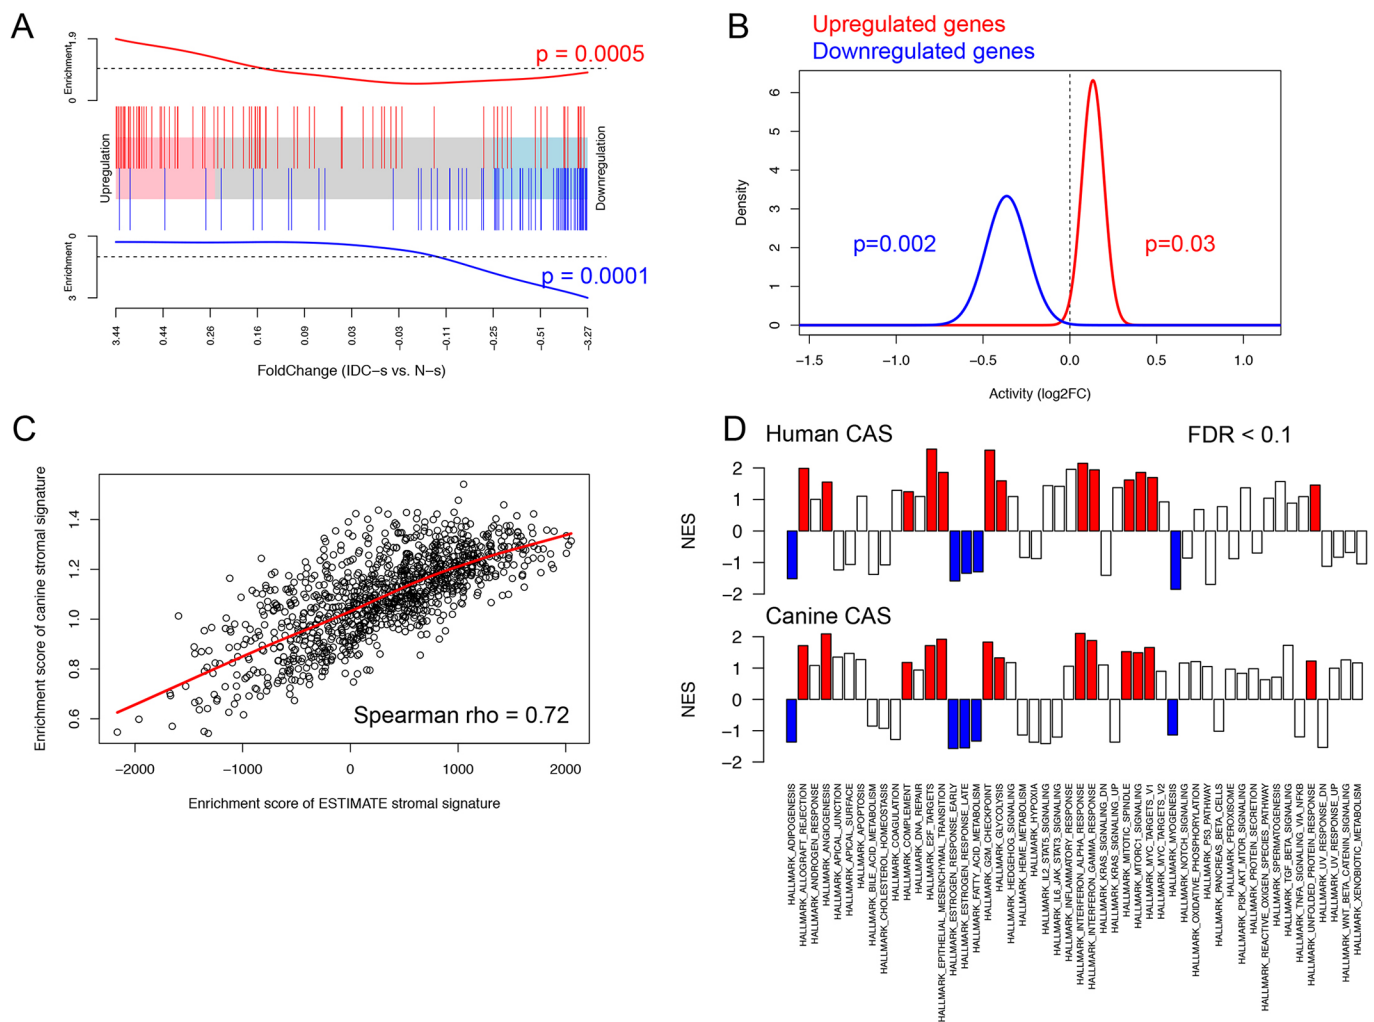 A
Enrichment
1.9
0
p = 0.0005
Upregulation
Downregulation
Enrichment
0
3
p = 0.0001
3.44
0.44
0.26
0.16
0.09
0.03
−0.03
−0.11
−0.25
−0.51
−3.27
FoldChange (IDC−s vs. N−s)
B
Upregulated genes
Downregulated genes
Density
6
5
4
3
2
1
0
p=0.002
p=0.03
−1.5
−1.0
−0.5
0.0
0.5
1.0
Activity (log2FC)
C
Enrichment score of canine stromal signature
1.4
1.2
1.0
0.8
0.6
Spearman rho = 0.72
−2000
−1000
0
1000
2000
Enrichment score of ESTIMATE stromal signature
D
Human CAS
FDR < 0.1
NES
2
1
0
−1
−2
Canine CAS
NES
2
1
0
−1
−2
HALLMARK_ADIPOGENESIS
HALLMARK_ALLOGRAFT_REJECTION
HALLMARK_ANDROGEN_RESPONSE
HALLMARK_ANGIOGENESIS
HALLMARK_APICAL_JUNCTION
HALLMARK_APICAL_SURFACE
HALLMARK_APOPTOSIS
HALLMARK_BILE_ACID_METABOLISM
HALLMARK_CHOLESTEROL_HOMEOSTASIS
HALLMARK_COAGULATION
HALLMARK_COMPLEMENT
HALLMARK_DNA_REPAIR
HALLMARK_E2F_TARGETS
HALLMARK_EPITHELIAL_MESENCHYMAL_TRANSITION
HALLMARK_ESTROGEN_RESPONSE_EARLY
HALLMARK_ESTROGEN_RESPONSE_LATE
HALLMARK_FATTY_ACID_METABOLISM
HALLMARK_G2M_CHECKPOINT
HALLMARK_GLYCOLYSIS
HALLMARK_HEDGEHOG_SIGNALING
HALLMARK_HEME_METABOLISM
HALLMARK_HYPOXIA
HALLMARK_IL2_STAT5_SIGNALING
HALLMARK_IL6_JAK_STAT3_SIGNALING
HALLMARK_INFLAMMATORY_RESPONSE
HALLMARK_INTERFERON_ALPHA_RESPONSE
HALLMARK_INTERFERON_GAMMA_RESPONSE
HALLMARK_KRAS_SIGNALING_DN
HALLMARK_KRAS_SIGNALING_UP
HALLMARK_MITOTIC_SPINDLE
HALLMARK_MTORC1_SIGNALING
HALLMARK_MYC_TARGETS_V1
HALLMARK_MYC_TARGETS_V2
HALLMARK_MYOGENESIS
HALLMARK_NOTCH_SIGNALING
HALLMARK_OXIDATIVE_PHOSPHORYLATION
HALLMARK_P53_PATHWAY
HALLMARK_PANCREAS_BETA_CELLS
HALLMARK_PEROXISOME
HALLMARK_PI3K_AKT_MTOR_SIGNALING
HALLMARK_PROTEIN_SECRETION
HALLMARK_REACTIVE_OXIGEN_SPECIES_PATHWAY
HALLMARK_SPERMATOGENESIS
HALLMARK_TGF_BETA_SIGNALING
HALLMARK_TNFA_SIGNALING_VIA_NFKB
HALLMARK_UNFOLDED_PROTEIN_RESPONSE
HALLMARK_UV_RESPONSE_DN
HALLMARK_UV_RESPONSE_UP
HALLMARK_WNT_BETA_CATENIN_SIGNALING
HALLMARK_XENOBIOTIC_METABOLISM